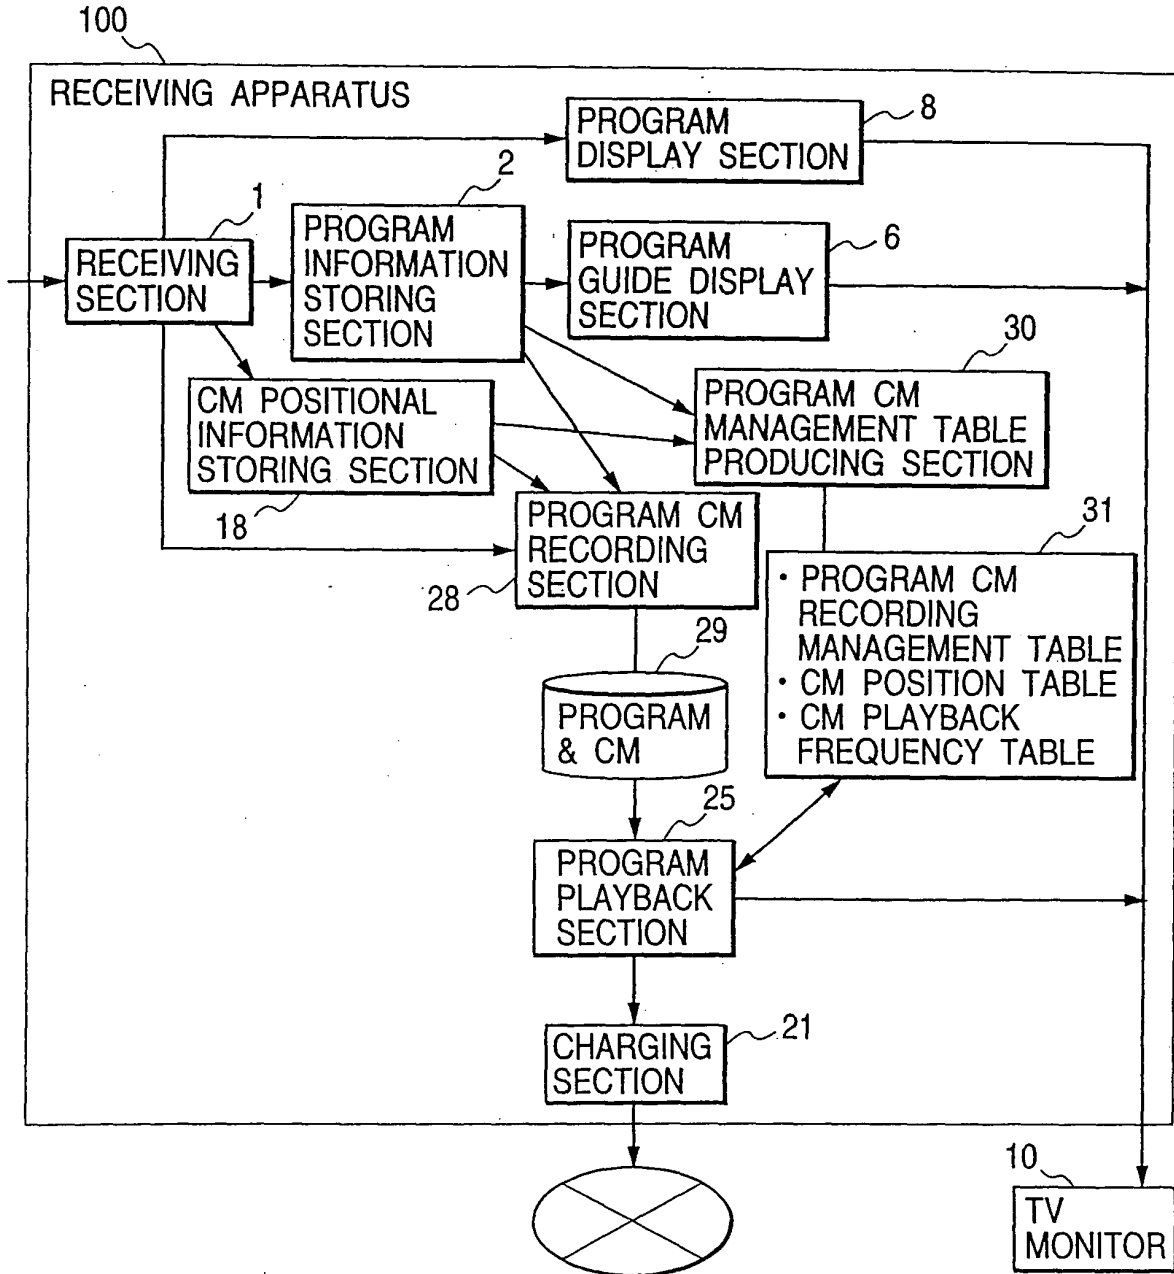 100
RECEIVING APPARATUS
PROGRAM
DISPLAY SECTION
8
1
RECEIVING
SECTION
2
PROGRAM
INFORMATION
STORING
SECTION
PROGRAM
GUIDE DISPLAY
SECTION
6
CM POSITIONAL
INFORMATION
STORING SECTION
18
30
PROGRAM CM
MANAGEMENT TABLE
PRODUCING SECTION
PROGRAM CM
RECORDING
SECTION
28
31
· PROGRAM CM
RECORDING
MANAGEMENT TABLE
· CM POSITION TABLE
· CM PLAYBACK
FREQUENCY TABLE
29
PROGRAM
& CM
25
PROGRAM
PLAYBACK
SECTION
CHARGING
SECTION
21
10
TV
MONITOR